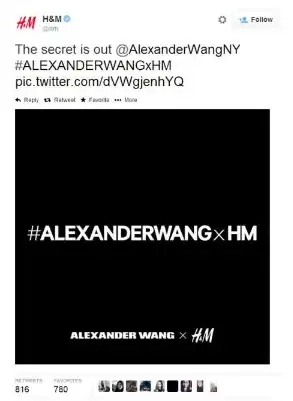 H&M
H&M
@hm
Follow
The secret is out @AlexanderWangNY
#ALEXANDERWANGxHM
pic.twitter.com/dVWgjenhYQ
Reply Retweet Favorite More
#ALEXANDERWANG×HM
ALEXANDER WANG × H&M
RETWEETS FAVORITES
816 780